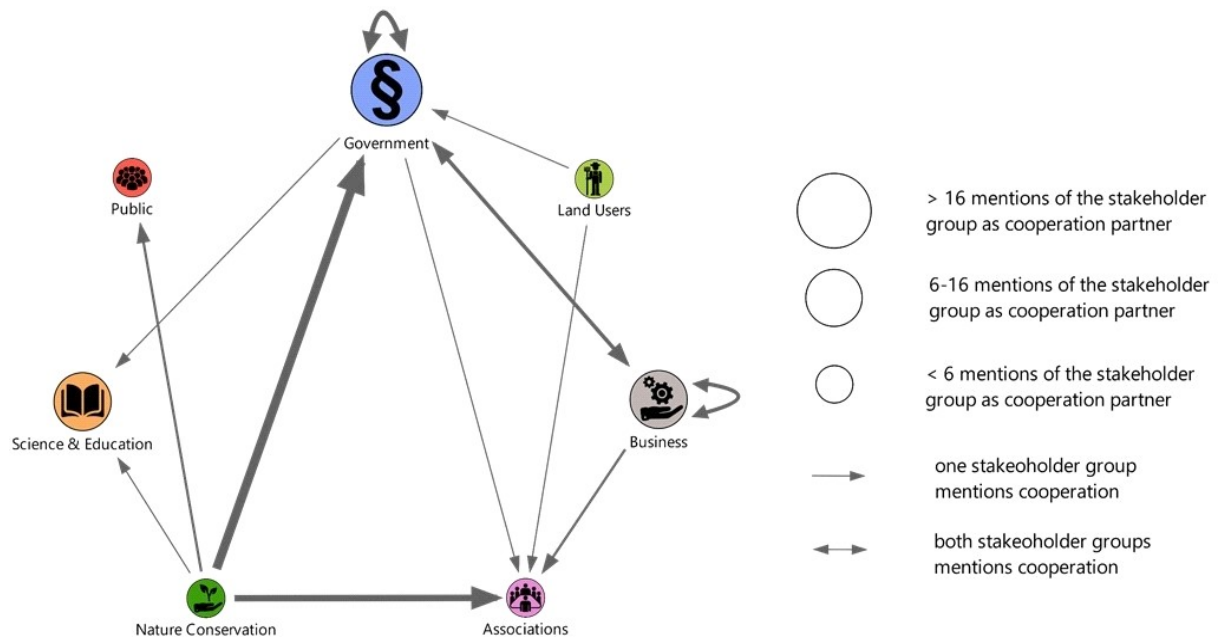 §
Government
Public
Land Users
Science & Education
Business
Nature Conservation
Associations
> 16 mentions of the stakeholder
group as cooperation partner
6-16 mentions of the stakeholder
group as cooperation partner
< 6 mentions of the stakeholder
group as cooperation partner
one stakeoholder group
mentions cooperation
both stakeoholder groups
mentions cooperation